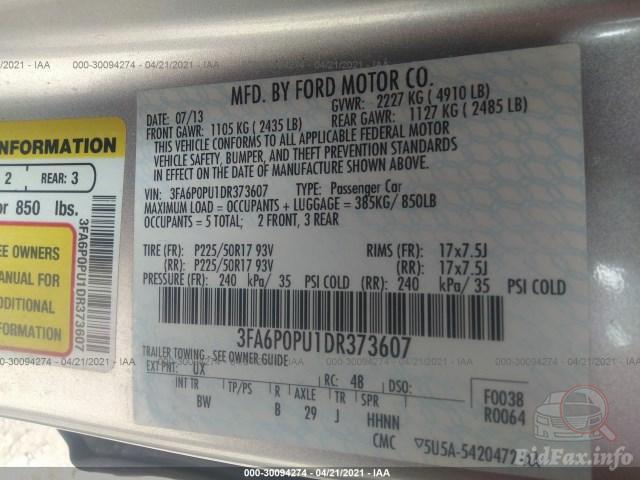 000-30094274 - 04/21/2021 - IAA
MFD. BY FORD MOTOR CO.
DATE: 07/13
GVWR: 2227 KG ( 4910 LB)
FRONT GAWR: 1105 KG ( 2435 LB)
REAR GAWR: 1127 KG ( 2485 LB)
THIS VEHICLE CONFORMS TO ALL APPLICABLE FEDERAL MOTOR
VEHICLE SAFETY, BUMPER, AND THEFT PREVENTION STANDARDS
IN EFFECT ON THE DATE OF MANUFACTURE SHOWN ABOVE.
VIN: 3FA6P0PU1DR373607 TYPE: Passenger Car
MAXIMUM LOAD = OCCUPANTS + LUGGAGE = 385KG/ 850LB
OCCUPANTS = 5 TOTAL; 2 FRONT, 3 REAR
TIRE (FR): P225/50R17 93V RIMS (FR): 17x7.5J
(RR): P225/50R17 93V (RR): 17x7.5J
PRESSURE (FR): 240 kPa/ 35 PSI COLD (RR): 240 kPa/ 35 PSI COLD
3FA6P0PU1DR373607
TRAILER TOWING - SEE OWNER GUIDE
EXT PNT: UX RC: 48 DSO:
INT TR TP/PS R AXLE TR SPR
BW B 29 J HHNN
F0038
R0064
CMC 5U5A-5420472
INFORMATION
2 REAR: 3
or 850 lbs.
EE OWNERS
MANUAL FOR
ADDITIONAL
INFORMATION
3FA6P0PU1DR373607
BidFax.info
000-30094274 - 04/21/2021 - IAA